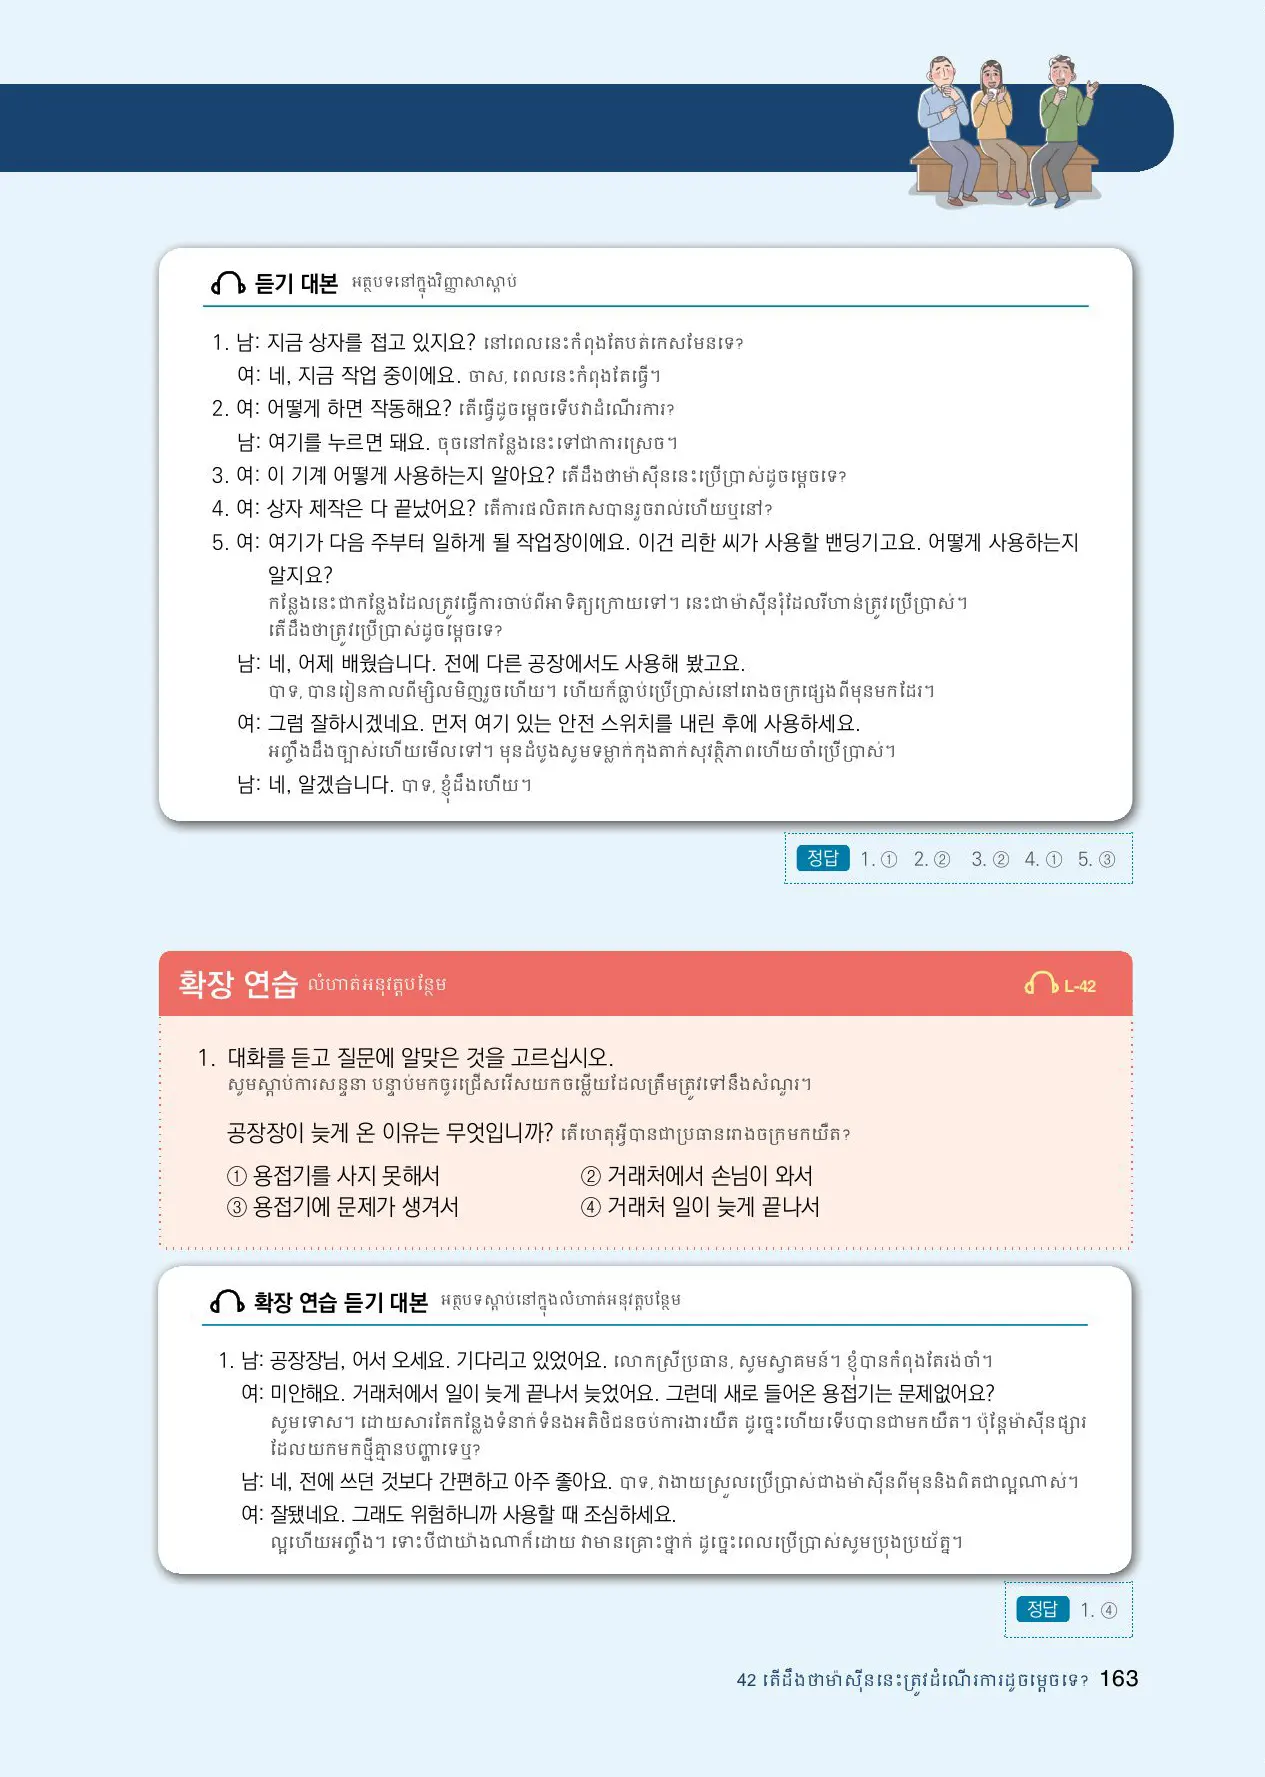 듣기 대본 អត្ថបទនៅក្នុងវិញ្ញាសាស្តាប់
1. 남: 지금 상자를 접고 있지요? នៅពេលនេះកំពុងតែបត់កេសមែនទេ?
여: 네, 지금 작업 중이에요. ចាស, ពេលនេះកំពុងតែធ្វើ។
2. 여: 어떻게 하면 작동해요? តើធ្វើដូចម្តេចទើបវាដំណើរការ?
남: 여기를 누르면 돼요. ចុចនៅកន្លែងនេះទៅជាការស្រេច។
3. 여: 이 기계 어떻게 사용하는지 알아요? តើដឹងថាម៉ាស៊ីននេះប្រើប្រាស់ដូចម្តេចទេ?
4. 여: 상자 제작은 다 끝났어요? តើការផលិតកេសបានរួចរាល់ហើយឬនៅ?
5. 여: 여기가 다음 주부터 일하게 될 작업장이에요. 이건 리한 씨가 사용할 밴딩기고요. 어떻게 사용하는지
알지요?
កន្លែងនេះជាកន្លែងដែលត្រូវធ្វើការចាប់ពីអាទិត្យក្រោយទៅ។ នេះជាម៉ាស៊ីនរុំដែលរីហាន់ត្រូវប្រើប្រាស់។
តើដឹងថាត្រូវប្រើប្រាស់ដូចម្តេចទេ?
남: 네, 어제 배웠습니다. 전에 다른 공장에서도 사용해 봤고요.
បាទ, បានរៀនកាលពីម្សិលមិញរួចហើយ។ ហើយក៏ធ្លាប់ប្រើប្រាស់នៅរោងចក្រផ្សេងពីមុនមកដែរ។
여: 그럼 잘하시겠네요. 먼저 여기 있는 안전 스위치를 내린 후에 사용하세요.
អញ្ចឹងដឹងច្បាស់ហើយមើលទៅ។ មុនដំបូងសូមទម្លាក់កុងតាក់សុវត្ថិភាពហើយចាំប្រើប្រាស់។
남: 네, 알겠습니다. បាទ, ខ្ញុំដឹងហើយ។
정답 1. ① 2. ② 3. ② 4. ① 5. ③
확장 연습 លំហាត់អនុវត្តបន្ថែម L-42
1. 대화를 듣고 질문에 알맞은 것을 고르십시오.
សូមស្តាប់ការសន្ទនា បន្ទាប់មកចូរជ្រើសរើសយកចម្លើយដែលត្រឹមត្រូវទៅនឹងសំណួរ។
공장장이 늦게 온 이유는 무엇입니까? តើហេតុអ្វីបានជាប្រធានរោងចក្រមកយឺត?
① 용접기를 사지 못해서 ② 거래처에서 손님이 와서
③ 용접기에 문제가 생겨서 ④ 거래처 일이 늦게 끝나서
확장 연습 듣기 대본 អត្ថបទស្តាប់នៅក្នុងលំហាត់អនុវត្តបន្ថែម
1. 남: 공장장님, 어서 오세요. 기다리고 있었어요. លោកស្រីប្រធាន, សូមស្វាគមន៍។ ខ្ញុំបានកំពុងតែរង់ចាំ។
여: 미안해요. 거래처에서 일이 늦게 끝나서 늦었어요. 그런데 새로 들어온 용접기는 문제없어요?
សូមទោស។ ដោយសារតែកន្លែងទំនាក់ទំនងអតិថិជនចប់ការងារយឺត ដូច្នេះហើយទើបបានជាមកយឺត។ ប៉ុន្តែម៉ាស៊ីនផ្សារ
ដែលយកមកថ្មីគ្មានបញ្ហាទេឬ?
남: 네, 전에 쓰던 것보다 간편하고 아주 좋아요. បាទ, វាងាយស្រួលប្រើប្រាស់ជាងម៉ាស៊ីនពីមុននិងពិតជាល្អណាស់។
여: 잘됐네요. 그래도 위험하니까 사용할 때 조심하세요.
ល្អហើយអញ្ចឹង។ ទោះបីជាយ៉ាងណាក៏ដោយ វាមានគ្រោះថ្នាក់ ដូច្នេះពេលប្រើប្រាស់សូមប្រុងប្រយ័ត្ន។
정답 1. ④
42 តើដឹងថាម៉ាស៊ីននេះត្រូវដំណើរការដូចម្តេចទេ? 163